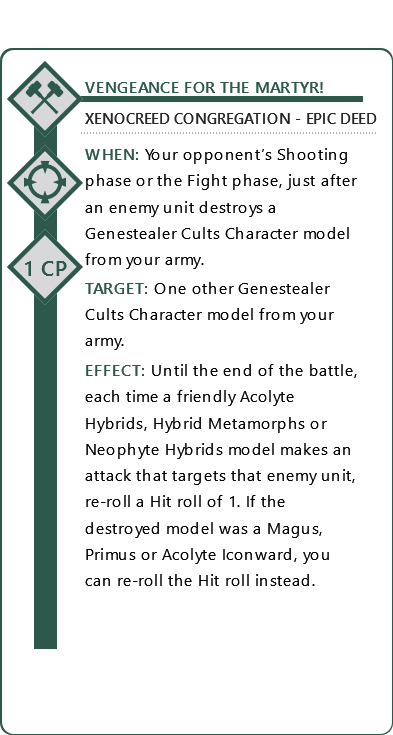 VENGEANCE FOR THE MARTYR!
XENOCREED CONGREGATION - EPIC DEED
WHEN: Your opponent's Shooting
phase or the Fight phase, just after
an enemy unit destroys a
Genestealer Cults Character model
from your army.
1 CP
TARGET: One other Genestealer
Cults Character model from your
army.
EFFECT: Until the end of the battle,
each time a friendly Acolyte
Hybrids, Hybrid Metamorphs or
Neophyte Hybrids model makes an
attack that targets that enemy unit,
re-roll a Hit roll of 1. If the
destroyed model was a Magus,
Primus or Acolyte Iconward, you
can re-roll the Hit roll instead.